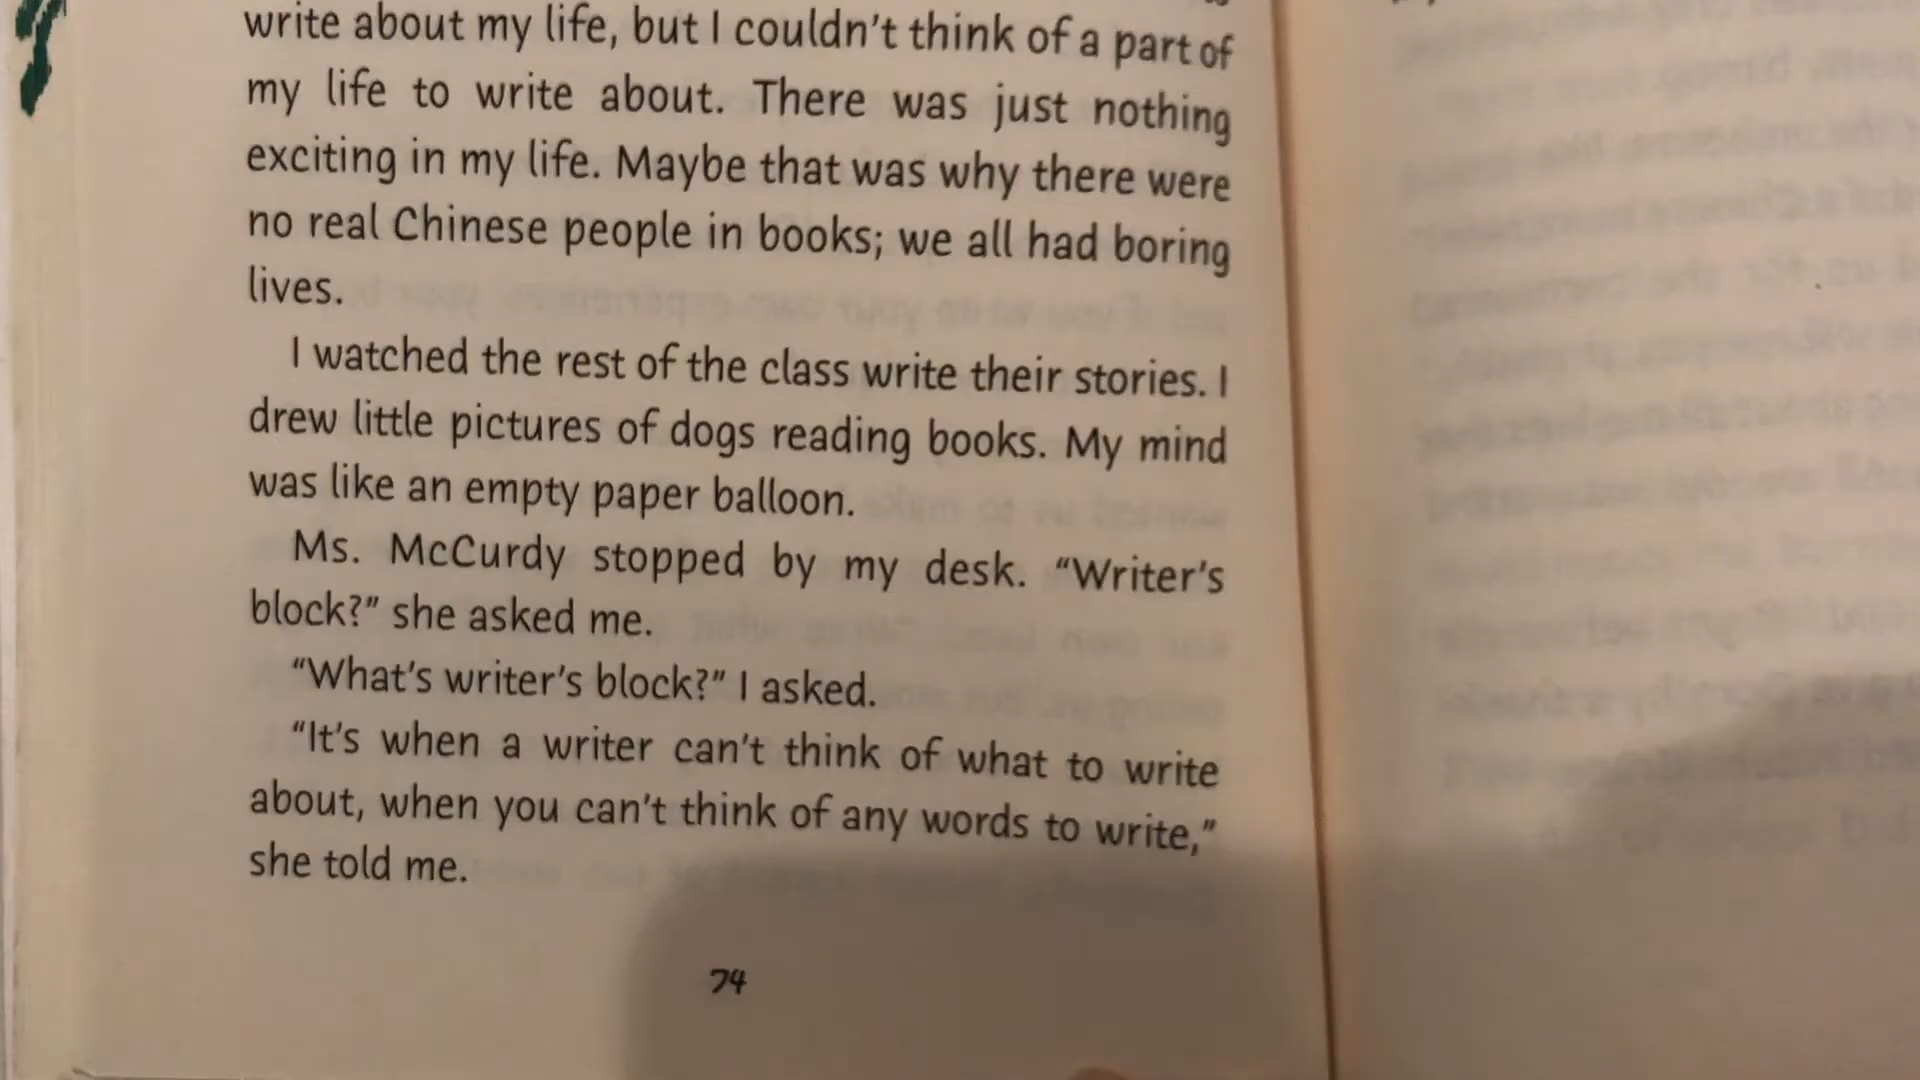 write about my life, but I couldn't think of a part of
my life to write about. There was just nothing
exciting in my life. Maybe that was why there were
no real Chinese people in books; we all had boring
lives.
I watched the rest of the class write their stories. I
drew little pictures of dogs reading books. My mind
was like an empty paper balloon.
Ms. McCurdy stopped by my desk. “Writer’s
block?” she asked me.
“What’s writer’s block?” I asked.
“It’s when a writer can’t think of what to write
about, when you can’t think of any words to write,”
she told me.
74